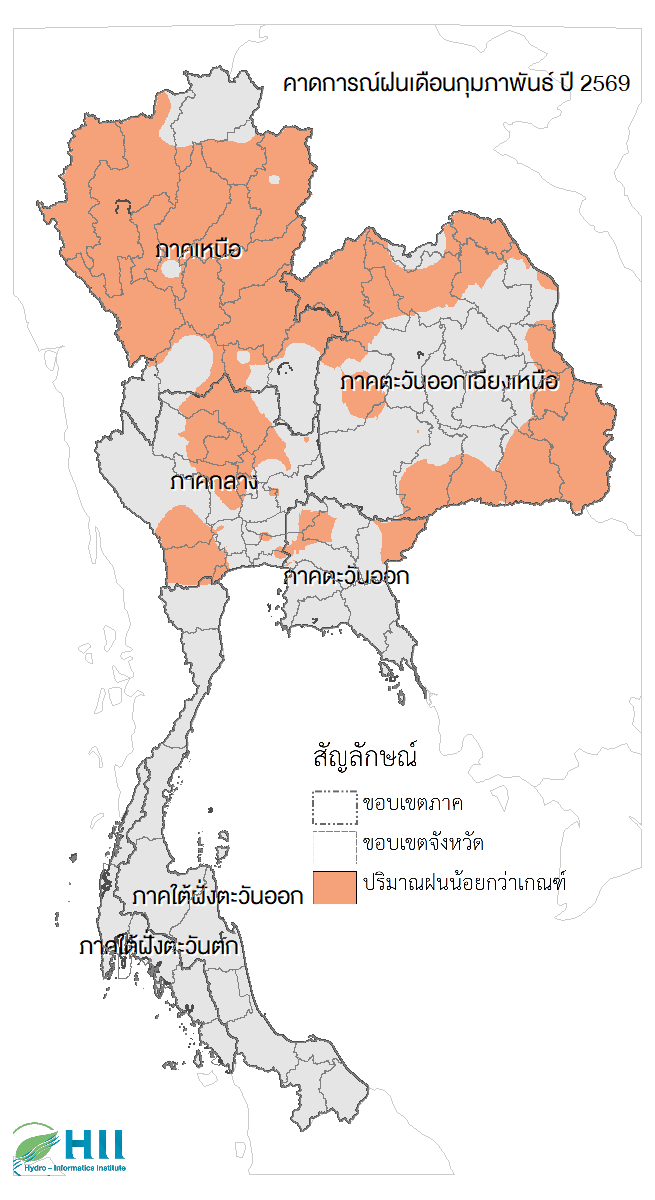 คาดการณ์ฝนเดือนกุมภาพันธ์ ปี 2569
ภาคเหนือ
ภาคตะวันออกเฉียงเหนือ
ภาคกลาง
ภาคตะวันออก
สัญลักษณ์
ขอบเขตภาค
ขอบเขตจังหวัด
ปริมาณฝนน้อยกว่าเกณฑ์
ภาคใต้ฝั่งตะวันออก
ภาคใต้ฝั่งตะวันตก
HII
Hydro – Informatics Institute